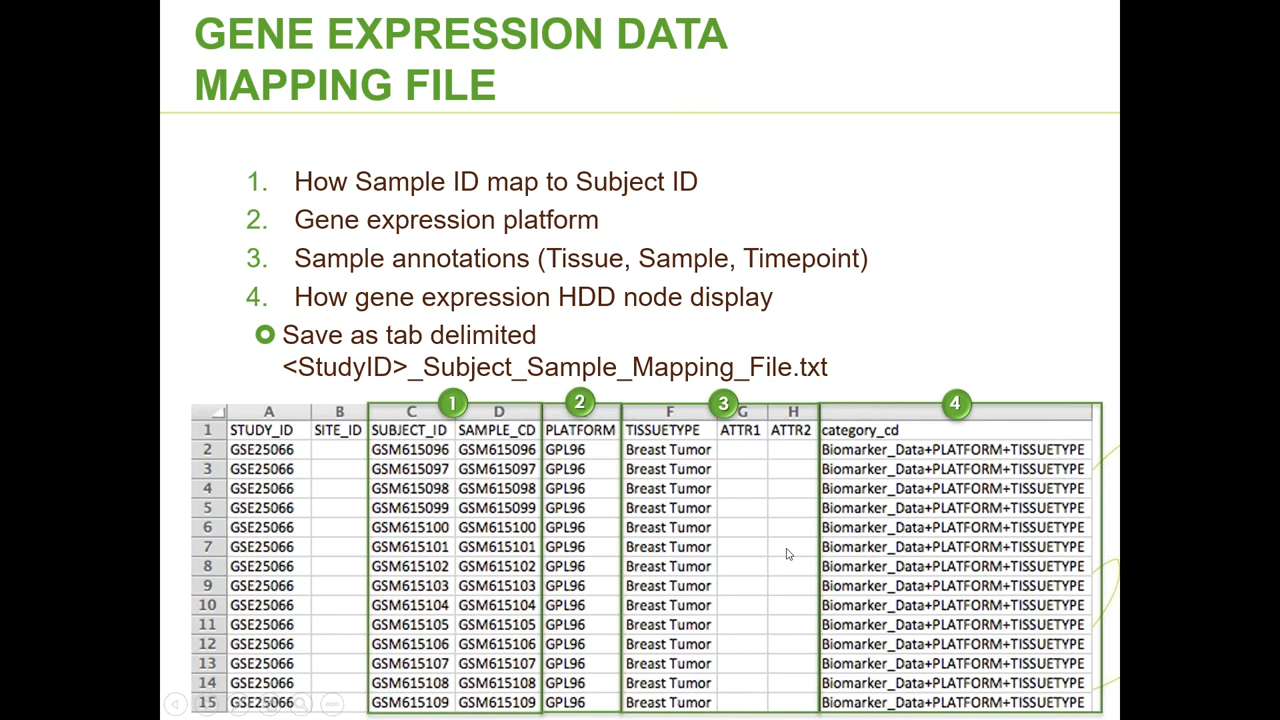 GENE EXPRESSION DATA
MAPPING FILE
1. How Sample ID map to Subject ID
2. Gene expression platform
3. Sample annotations (Tissue, Sample, Timepoint)
4. How gene expression HDD node display
Save as tab delimited
<StudyID>_Subject_Sample_Mapping_File.txt
1 2 3 4
A B C D F G H
1 STUDY_ID SITE_ID SUBJECT_ID SAMPLE_CD PLATFORM TISSUETYPE ATTR1 ATTR2 category_cd
2 GSE25066 GSM615096 GSM615096 GPL96 Breast Tumor Biomarker_Data+PLATFORM+TISSUETYPE
3 GSE25066 GSM615097 GSM615097 GPL96 Breast Tumor Biomarker_Data+PLATFORM+TISSUETYPE
4 GSE25066 GSM615098 GSM615098 GPL96 Breast Tumor Biomarker_Data+PLATFORM+TISSUETYPE
5 GSE25066 GSM615099 GSM615099 GPL96 Breast Tumor Biomarker_Data+PLATFORM+TISSUETYPE
6 GSE25066 GSM615100 GSM615100 GPL96 Breast Tumor Biomarker_Data+PLATFORM+TISSUETYPE
7 GSE25066 GSM615101 GSM615101 GPL96 Breast Tumor Biomarker_Data+PLATFORM+TISSUETYPE
8 GSE25066 GSM615102 GSM615102 GPL96 Breast Tumor Biomarker_Data+PLATFORM+TISSUETYPE
9 GSE25066 GSM615103 GSM615103 GPL96 Breast Tumor Biomarker_Data+PLATFORM+TISSUETYPE
10 GSE25066 GSM615104 GSM615104 GPL96 Breast Tumor Biomarker_Data+PLATFORM+TISSUETYPE
11 GSE25066 GSM615105 GSM615105 GPL96 Breast Tumor Biomarker_Data+PLATFORM+TISSUETYPE
12 GSE25066 GSM615106 GSM615106 GPL96 Breast Tumor Biomarker_Data+PLATFORM+TISSUETYPE
13 GSE25066 GSM615107 GSM615107 GPL96 Breast Tumor Biomarker_Data+PLATFORM+TISSUETYPE
14 GSE25066 GSM615108 GSM615108 GPL96 Breast Tumor Biomarker_Data+PLATFORM+TISSUETYPE
15 GSE25066 GSM615109 GSM615109 GPL96 Breast Tumor Biomarker_Data+PLATFORM+TISSUETYPE